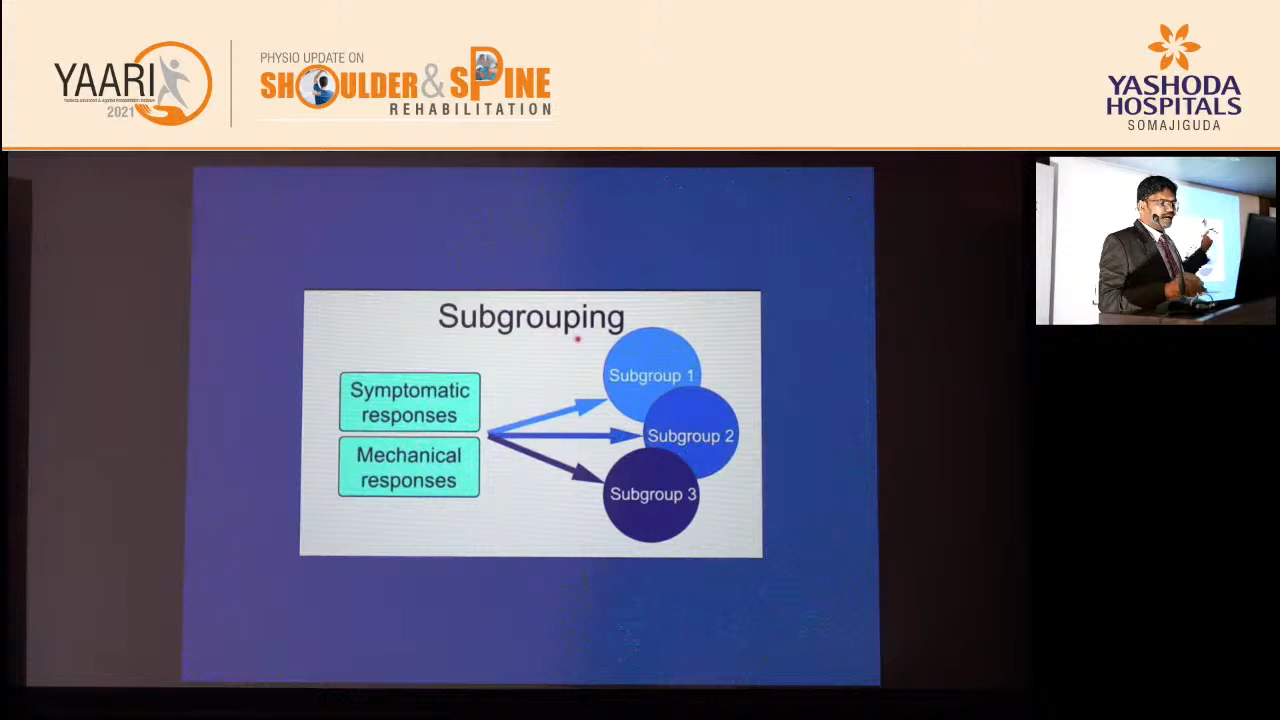 YAARI
2021
PHYSIO UPDATE ON
SHOULDER & SPINE
REHABILITATION
YASHODA
HOSPITALS
SOMAJIGUDA
Subgrouping
Symptomatic
responses
Mechanical
responses
Subgroup 1
Subgroup 2
Subgroup 3